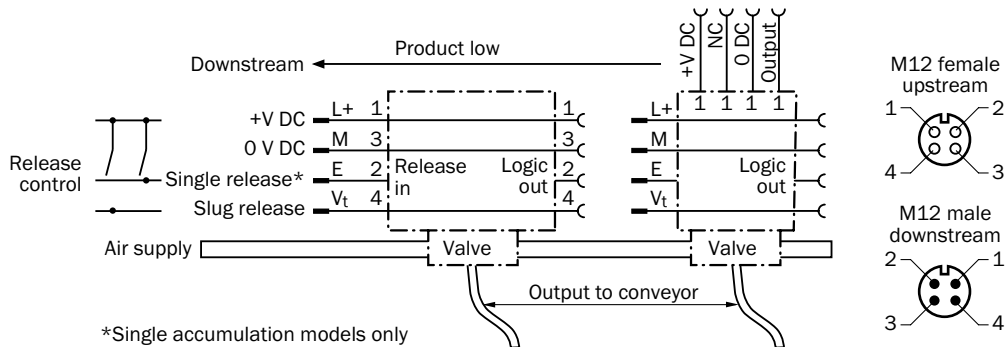 Product low
Downstream
+V DC
NC
0 DC
Output
1 1 1 1
+V DC L+ 1 1 L+
0 V DC M 3 3 M
Release control
Single release* E 2 Release in Logic out 2 E Logic out
Slug release Vt 4 4 Vt
Air supply
Valve
Valve
Output to conveyor
*Single accumulation models only
M12 female
upstream
1 2
4 3
M12 male
downstream
2 1
3 4